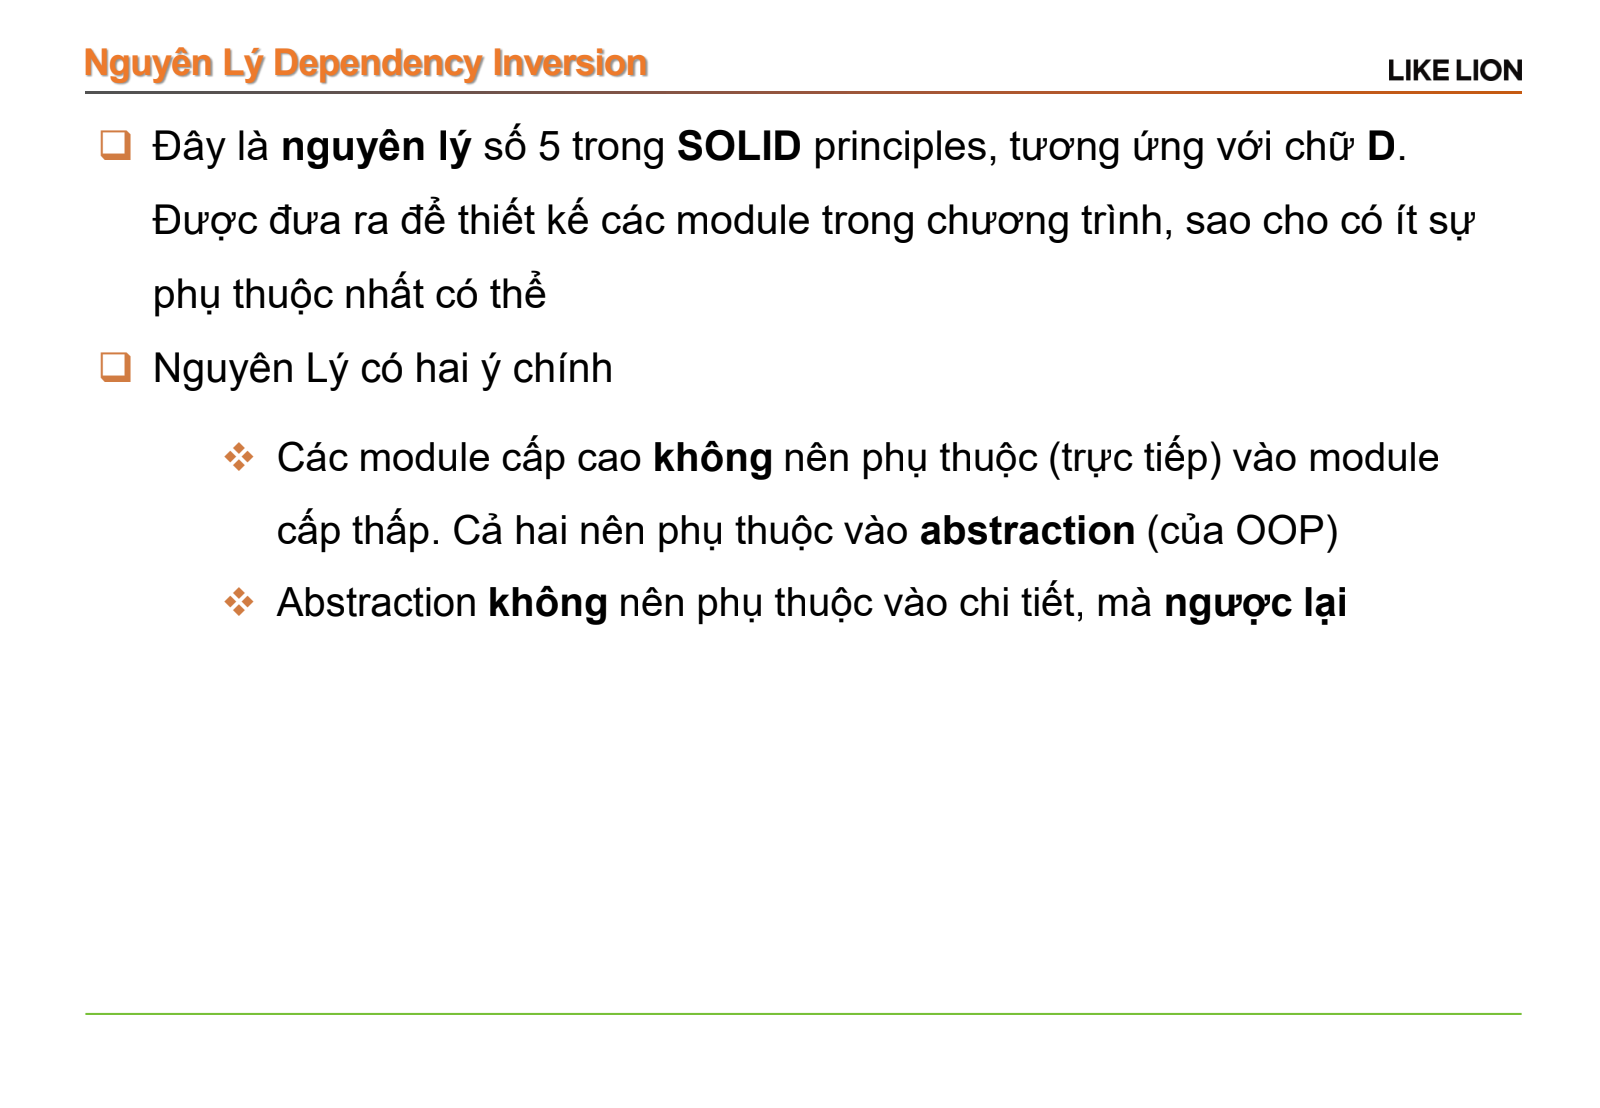 Nguyên Lý Dependency Inversion
LIKE LION
Đây là nguyên lý số 5 trong SOLID principles, tương ứng với chữ D.
Được đưa ra để thiết kế các module trong chương trình, sao cho có ít sự
phụ thuộc nhất có thể
Nguyên Lý có hai ý chính
Các module cấp cao không nên phụ thuộc (trực tiếp) vào module
cấp thấp. Cả hai nên phụ thuộc vào abstraction (của OOP)
Abstraction không nên phụ thuộc vào chi tiết, mà ngược lại